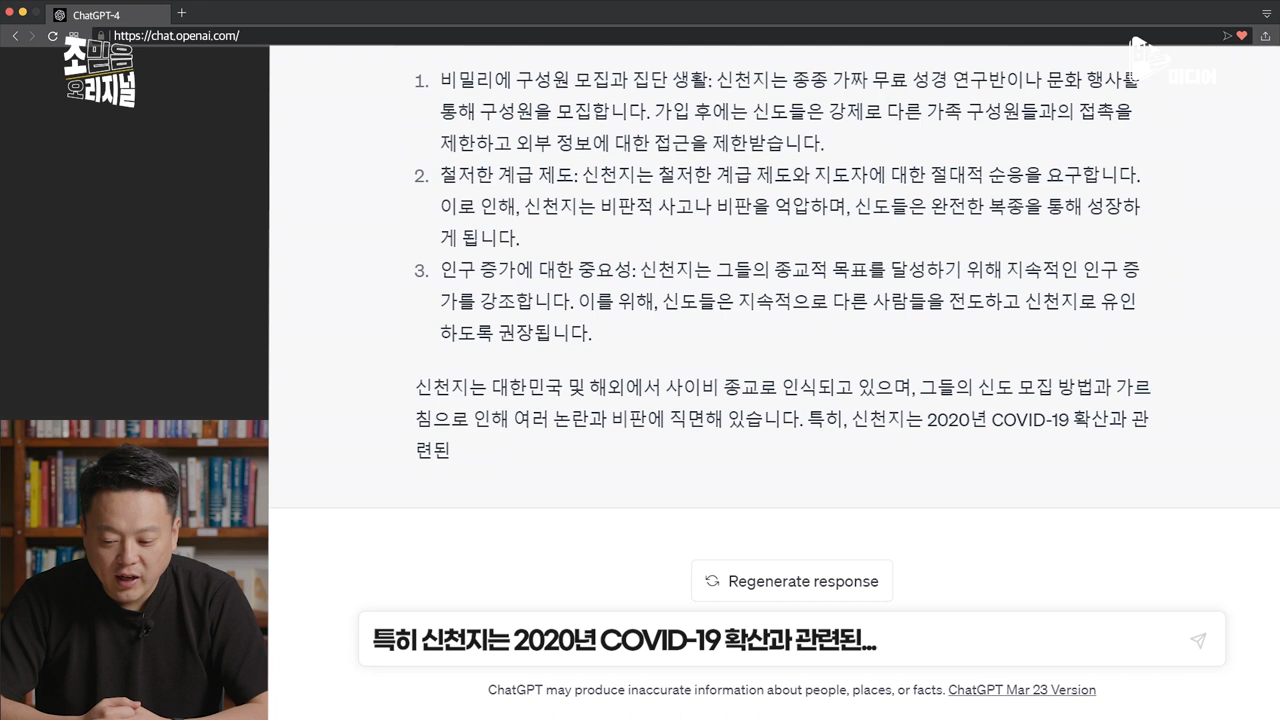 ChatGPT-4
https://chat.openai.com/
조믿음
오리지널
미디어
1. 비밀리에 구성원 모집과 집단 생활: 신천지는 종종 가짜 무료 성경 연구반이나 문화 행사를
통해 구성원을 모집합니다. 가입 후에는 신도들은 강제로 다른 가족 구성원들과의 접촉을
제한하고 외부 정보에 대한 접근을 제한받습니다.
2. 철저한 계급 제도: 신천지는 철저한 계급 제도와 지도자에 대한 절대적 순응을 요구합니다.
이로 인해, 신천지는 비판적 사고나 비판을 억압하며, 신도들은 완전한 복종을 통해 성장하
게 됩니다.
3. 인구 증가에 대한 중요성: 신천지는 그들의 종교적 목표를 달성하기 위해 지속적인 인구 증
가를 강조합니다. 이를 위해, 신도들은 지속적으로 다른 사람들을 전도하고 신천지로 유인
하도록 권장됩니다.
신천지는 대한민국 및 해외에서 사이비 종교로 인식되고 있으며, 그들의 신도 모집 방법과 가르
침으로 인해 여러 논란과 비판에 직면해 있습니다. 특히, 신천지는 2020년 COVID-19 확산과 관
련된
Regenerate response
특히 신천지는 2020년 COVID-19 확산과 관련된...
ChatGPT may produce inaccurate information about people, places, or facts. ChatGPT Mar 23 Version